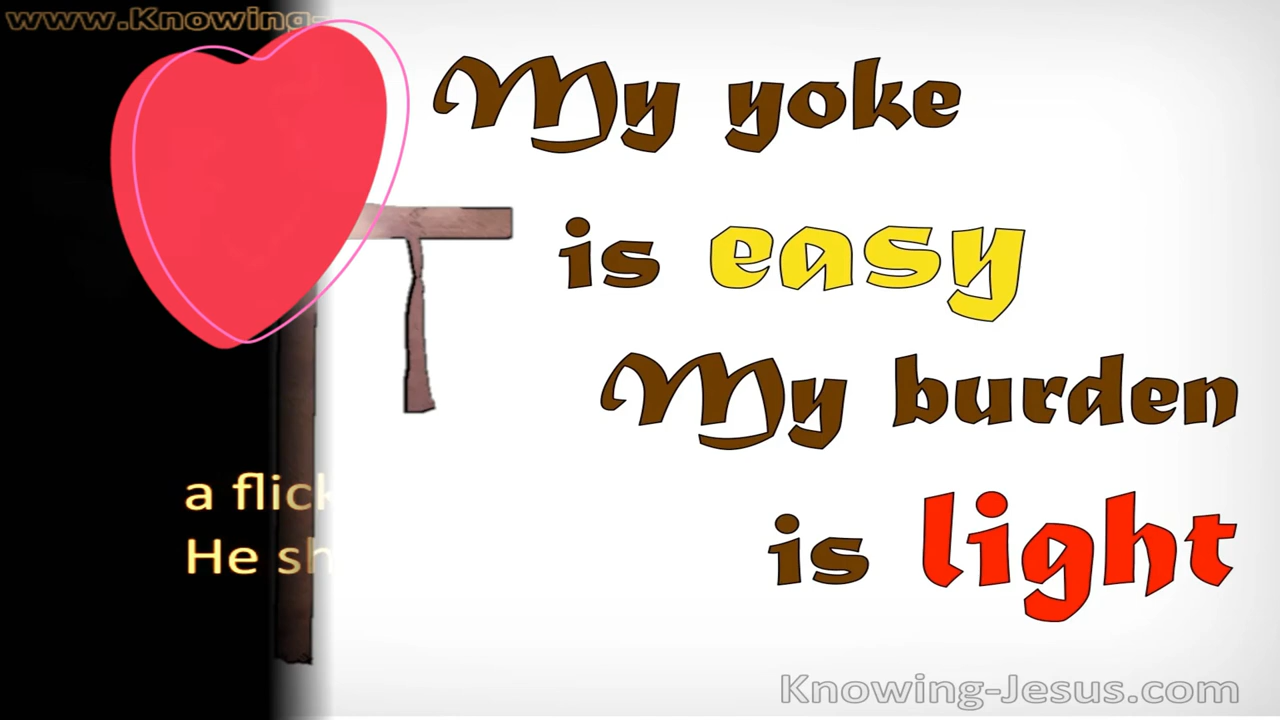 www.Knowing-
My yoke
is easy
My burden
is light
a flick
He sh
Knowing-Jesus.com